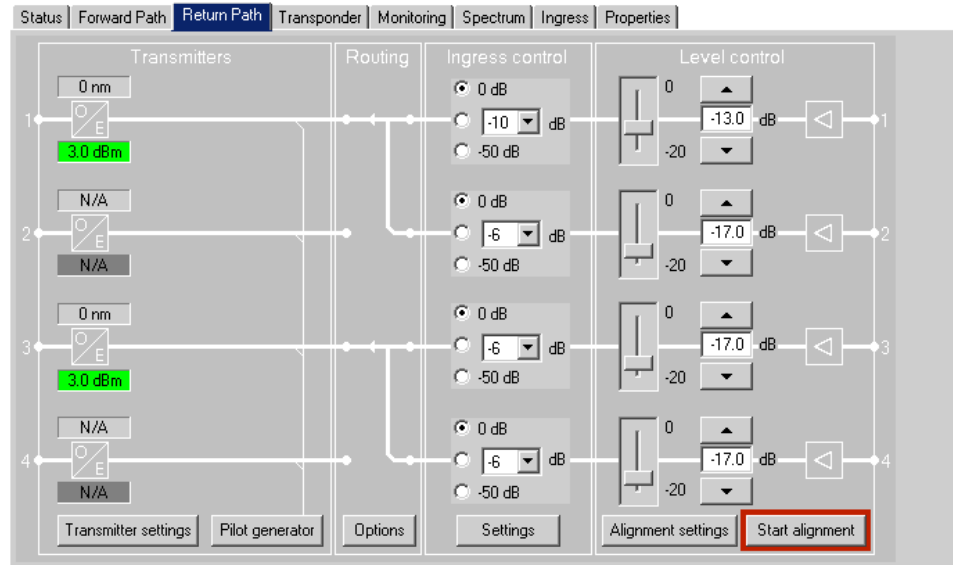 Status Forward Path Return Path Transponder Monitoring Spectrum Ingress Properties
Transmitters Routing Ingress control Level control
0 nm 0 dB 0
1 O/E -10 dB -13.0 dB 1
3.0 dBm -50 dB -20
N/A 0 dB 0
2 O/E -6 dB -17.0 dB 2
N/A -50 dB -20
0 nm 0 dB 0
3 O/E -6 dB -17.0 dB 3
3.0 dBm -50 dB -20
N/A 0 dB 0
4 O/E -6 dB -17.0 dB 4
N/A -50 dB -20
Transmitter settings Pilot generator Options Settings Alignment settings Start alignment